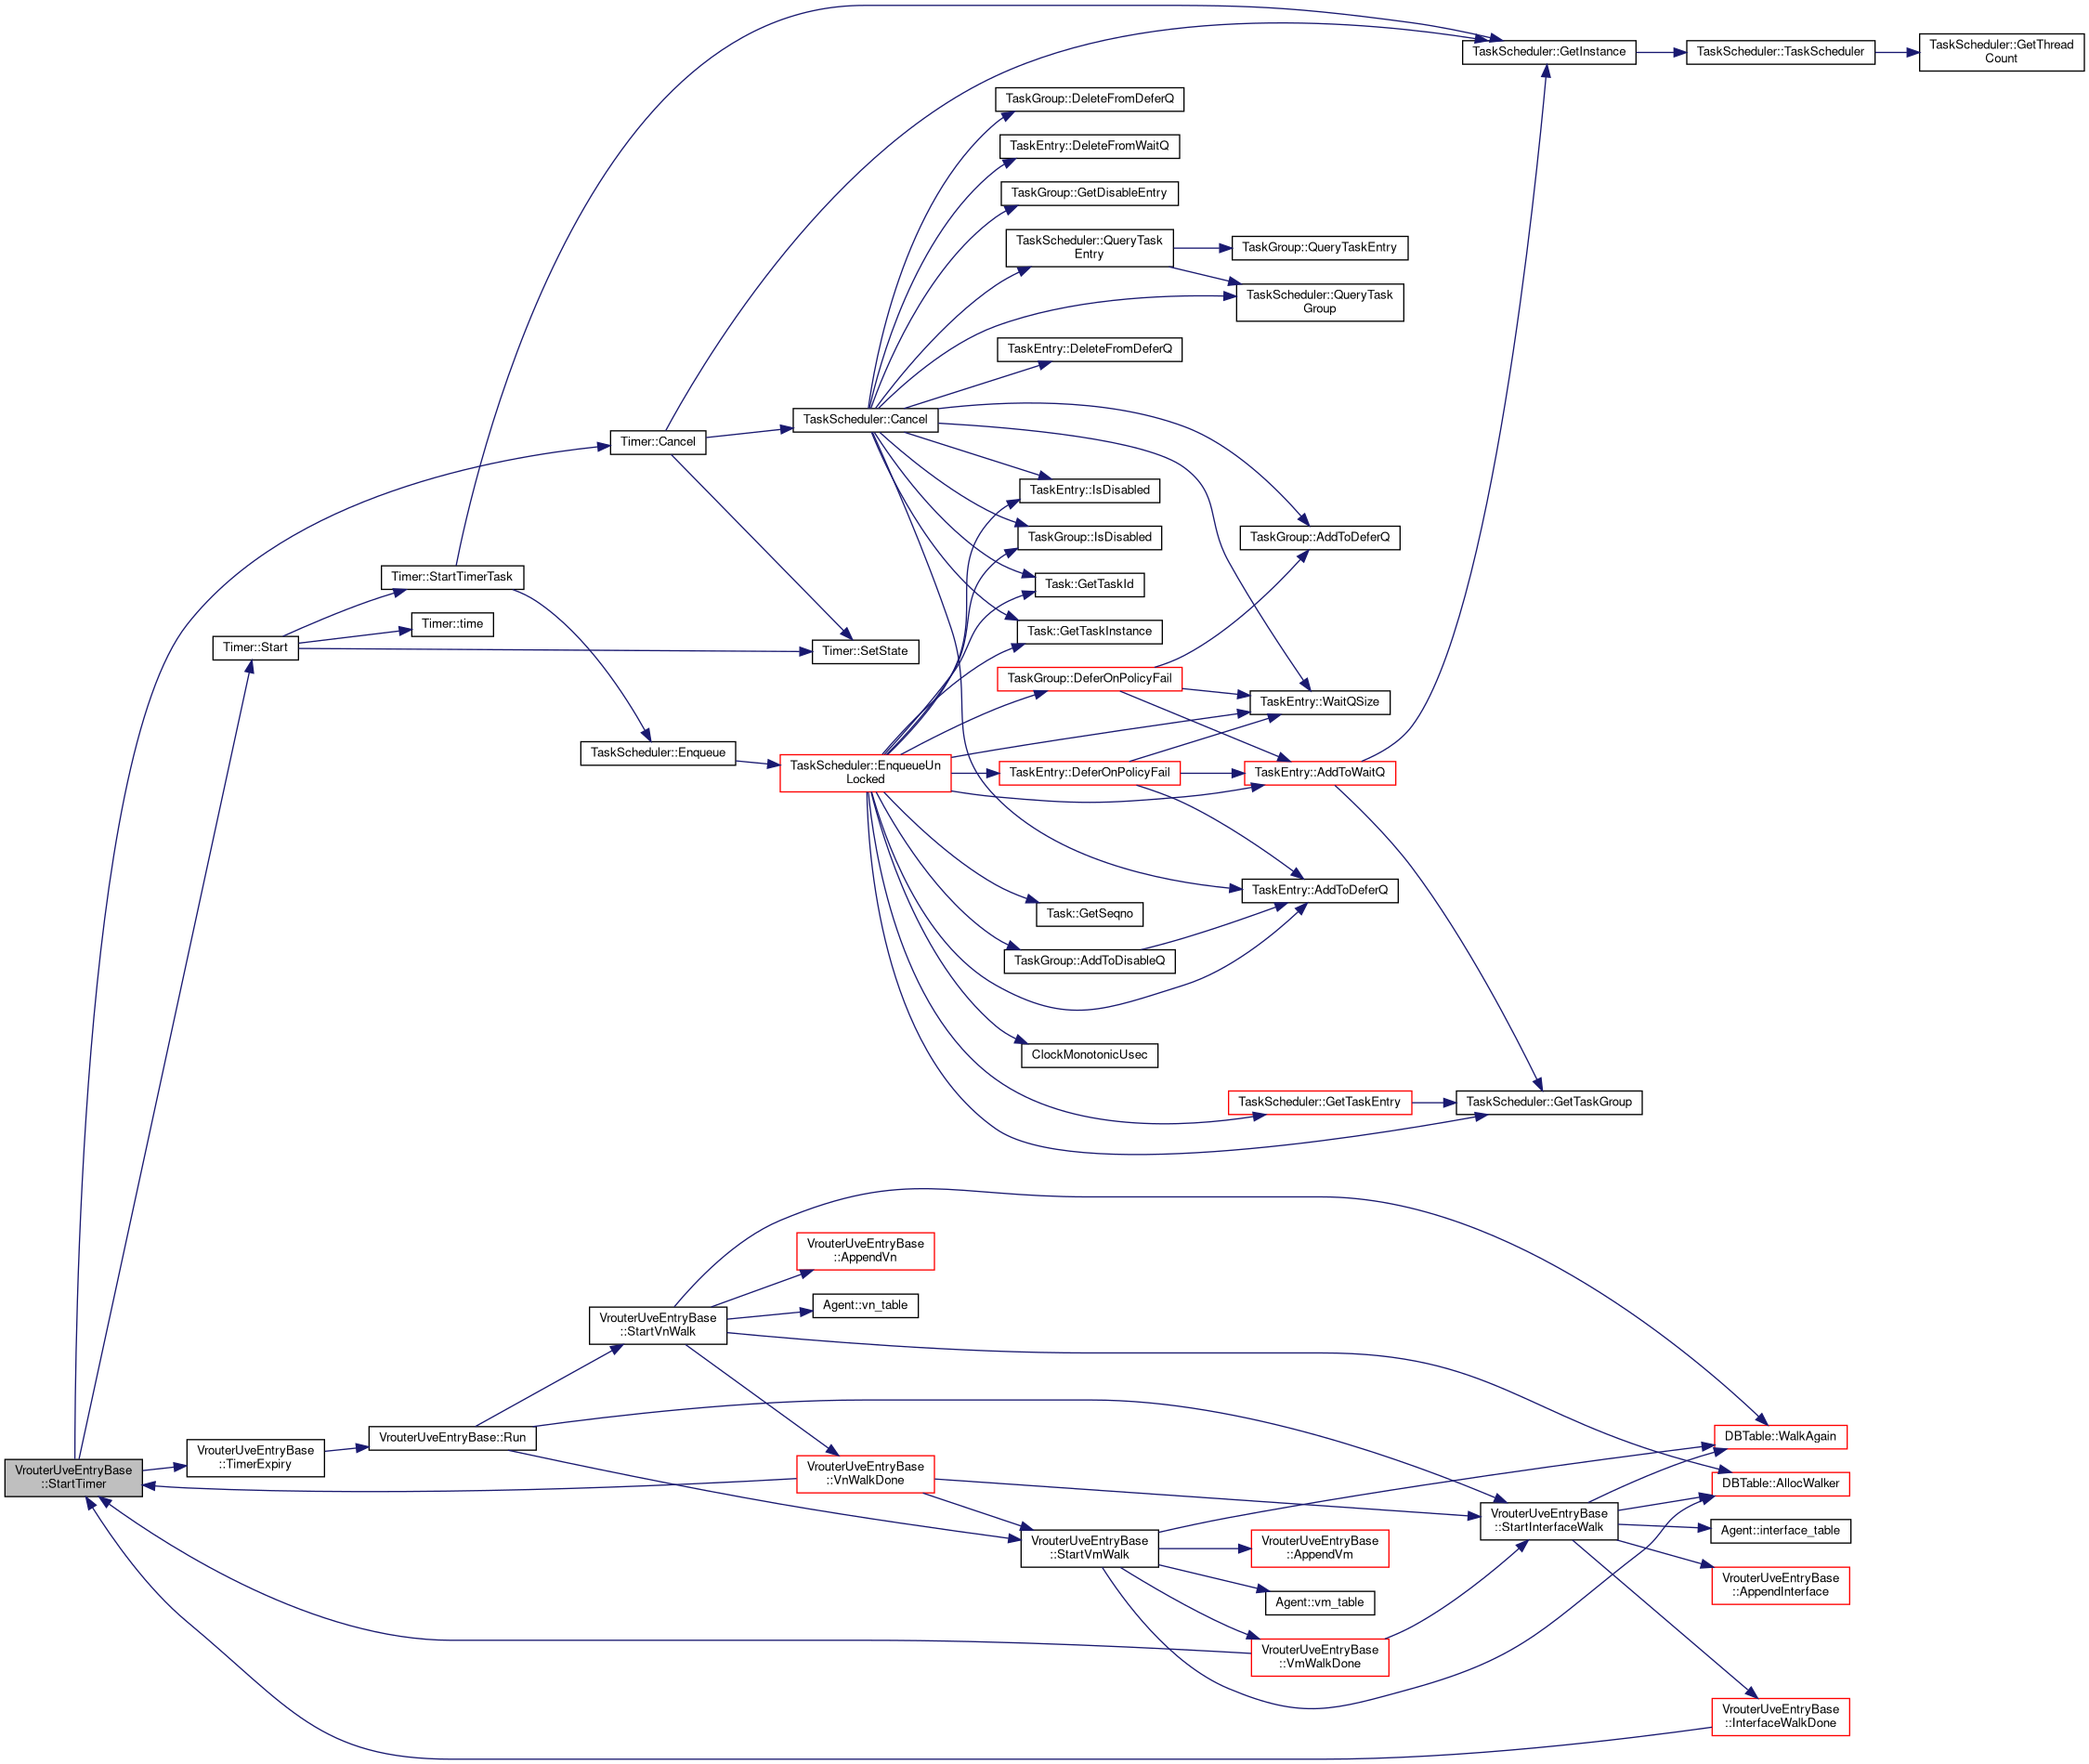 TaskScheduler::GetInstance
TaskScheduler::TaskScheduler
TaskScheduler::GetThread
Count
TaskGroup::DeleteFromDeferQ
TaskEntry::DeleteFromWaitQ
TaskGroup::GetDisableEntry
TaskScheduler::QueryTask
Entry
TaskGroup::QueryTaskEntry
TaskScheduler::QueryTask
Group
TaskEntry::DeleteFromDeferQ
TaskScheduler::Cancel
Timer::Cancel
TaskEntry::IsDisabled
TaskGroup::IsDisabled
TaskGroup::AddToDeferQ
Timer::StartTimerTask
Task::GetTaskId
Timer::time
Task::GetTaskInstance
Timer::Start
Timer::SetState
TaskGroup::DeferOnPolicyFail
TaskEntry::WaitQSize
TaskScheduler::Enqueue
TaskScheduler::EnqueueUn
Locked
TaskEntry::DeferOnPolicyFail
TaskEntry::AddToWaitQ
TaskEntry::AddToDeferQ
Task::GetSeqno
TaskGroup::AddToDisableQ
ClockMonotonicUsec
TaskScheduler::GetTaskEntry
TaskScheduler::GetTaskGroup
VrouterUveEntryBase
::AppendVn
Agent::vn_table
VrouterUveEntryBase
::StartVnWalk
VrouterUveEntryBase::Run
DBTable::WalkAgain
VrouterUveEntryBase
::TimerExpiry
VrouterUveEntryBase
::StartTimer
VrouterUveEntryBase
::VnWalkDone
DBTable::AllocWalker
VrouterUveEntryBase
::StartInterfaceWalk
Agent::interface_table
VrouterUveEntryBase
::StartVmWalk
VrouterUveEntryBase
::AppendVm
VrouterUveEntryBase
::AppendInterface
Agent::vm_table
VrouterUveEntryBase
::VmWalkDone
VrouterUveEntryBase
::InterfaceWalkDone